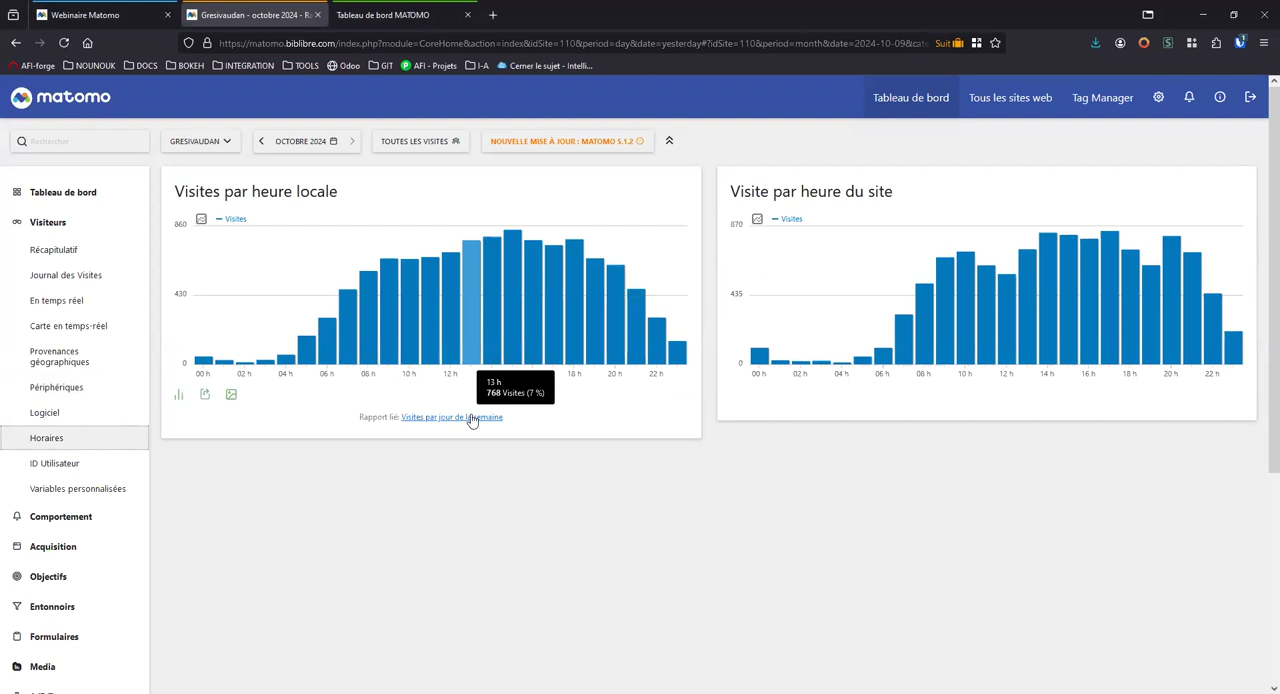 Webinaire Matomo
Gresivaudan - octobre 2024 - R
Tableau de bord MATOMO
https://matomo.biblibre.com/index.php?module=CoreHome&action=index&idSite=110&period=day&date=yesterday#?idSite=110&period=month&date=2024-10-09&cat
Suit
AFI-forge
NOUNOUK
DOCS
BOKEH
INTEGRATION
TOOLS
Odoo
GIT
AFI - Projets
I-A
Cerner le sujet - Intelli...
matomo
Tableau de bord
Tous les sites web
Tag Manager
Rechercher
GRESIVAUDAN
OCTOBRE 2024
TOUTES LES VISITES
NOUVELLE MISE À JOUR : MATOMO 5.1.2
Tableau de bord
Visiteurs
Récapitulatif
Journal des Visites
En temps réel
Carte en temps-réel
Provenances
géographiques
Périphériques
Logiciel
Horaires
ID Utilisateur
Variables personnalisées
Comportement
Acquisition
Objectifs
Entonnoirs
Formulaires
Media
Visites par heure locale
Visites
860
430
0
00 h 02 h 04 h 06 h 08 h 10 h 12 h 18 h 20 h 22 h
13 h
768 Visites (7 %)
Rapport lié: Visites par jour de la semaine
Visite par heure du site
Visites
870
435
0
00 h 02 h 04 h 06 h 08 h 10 h 12 h 14 h 16 h 18 h 20 h 22 h